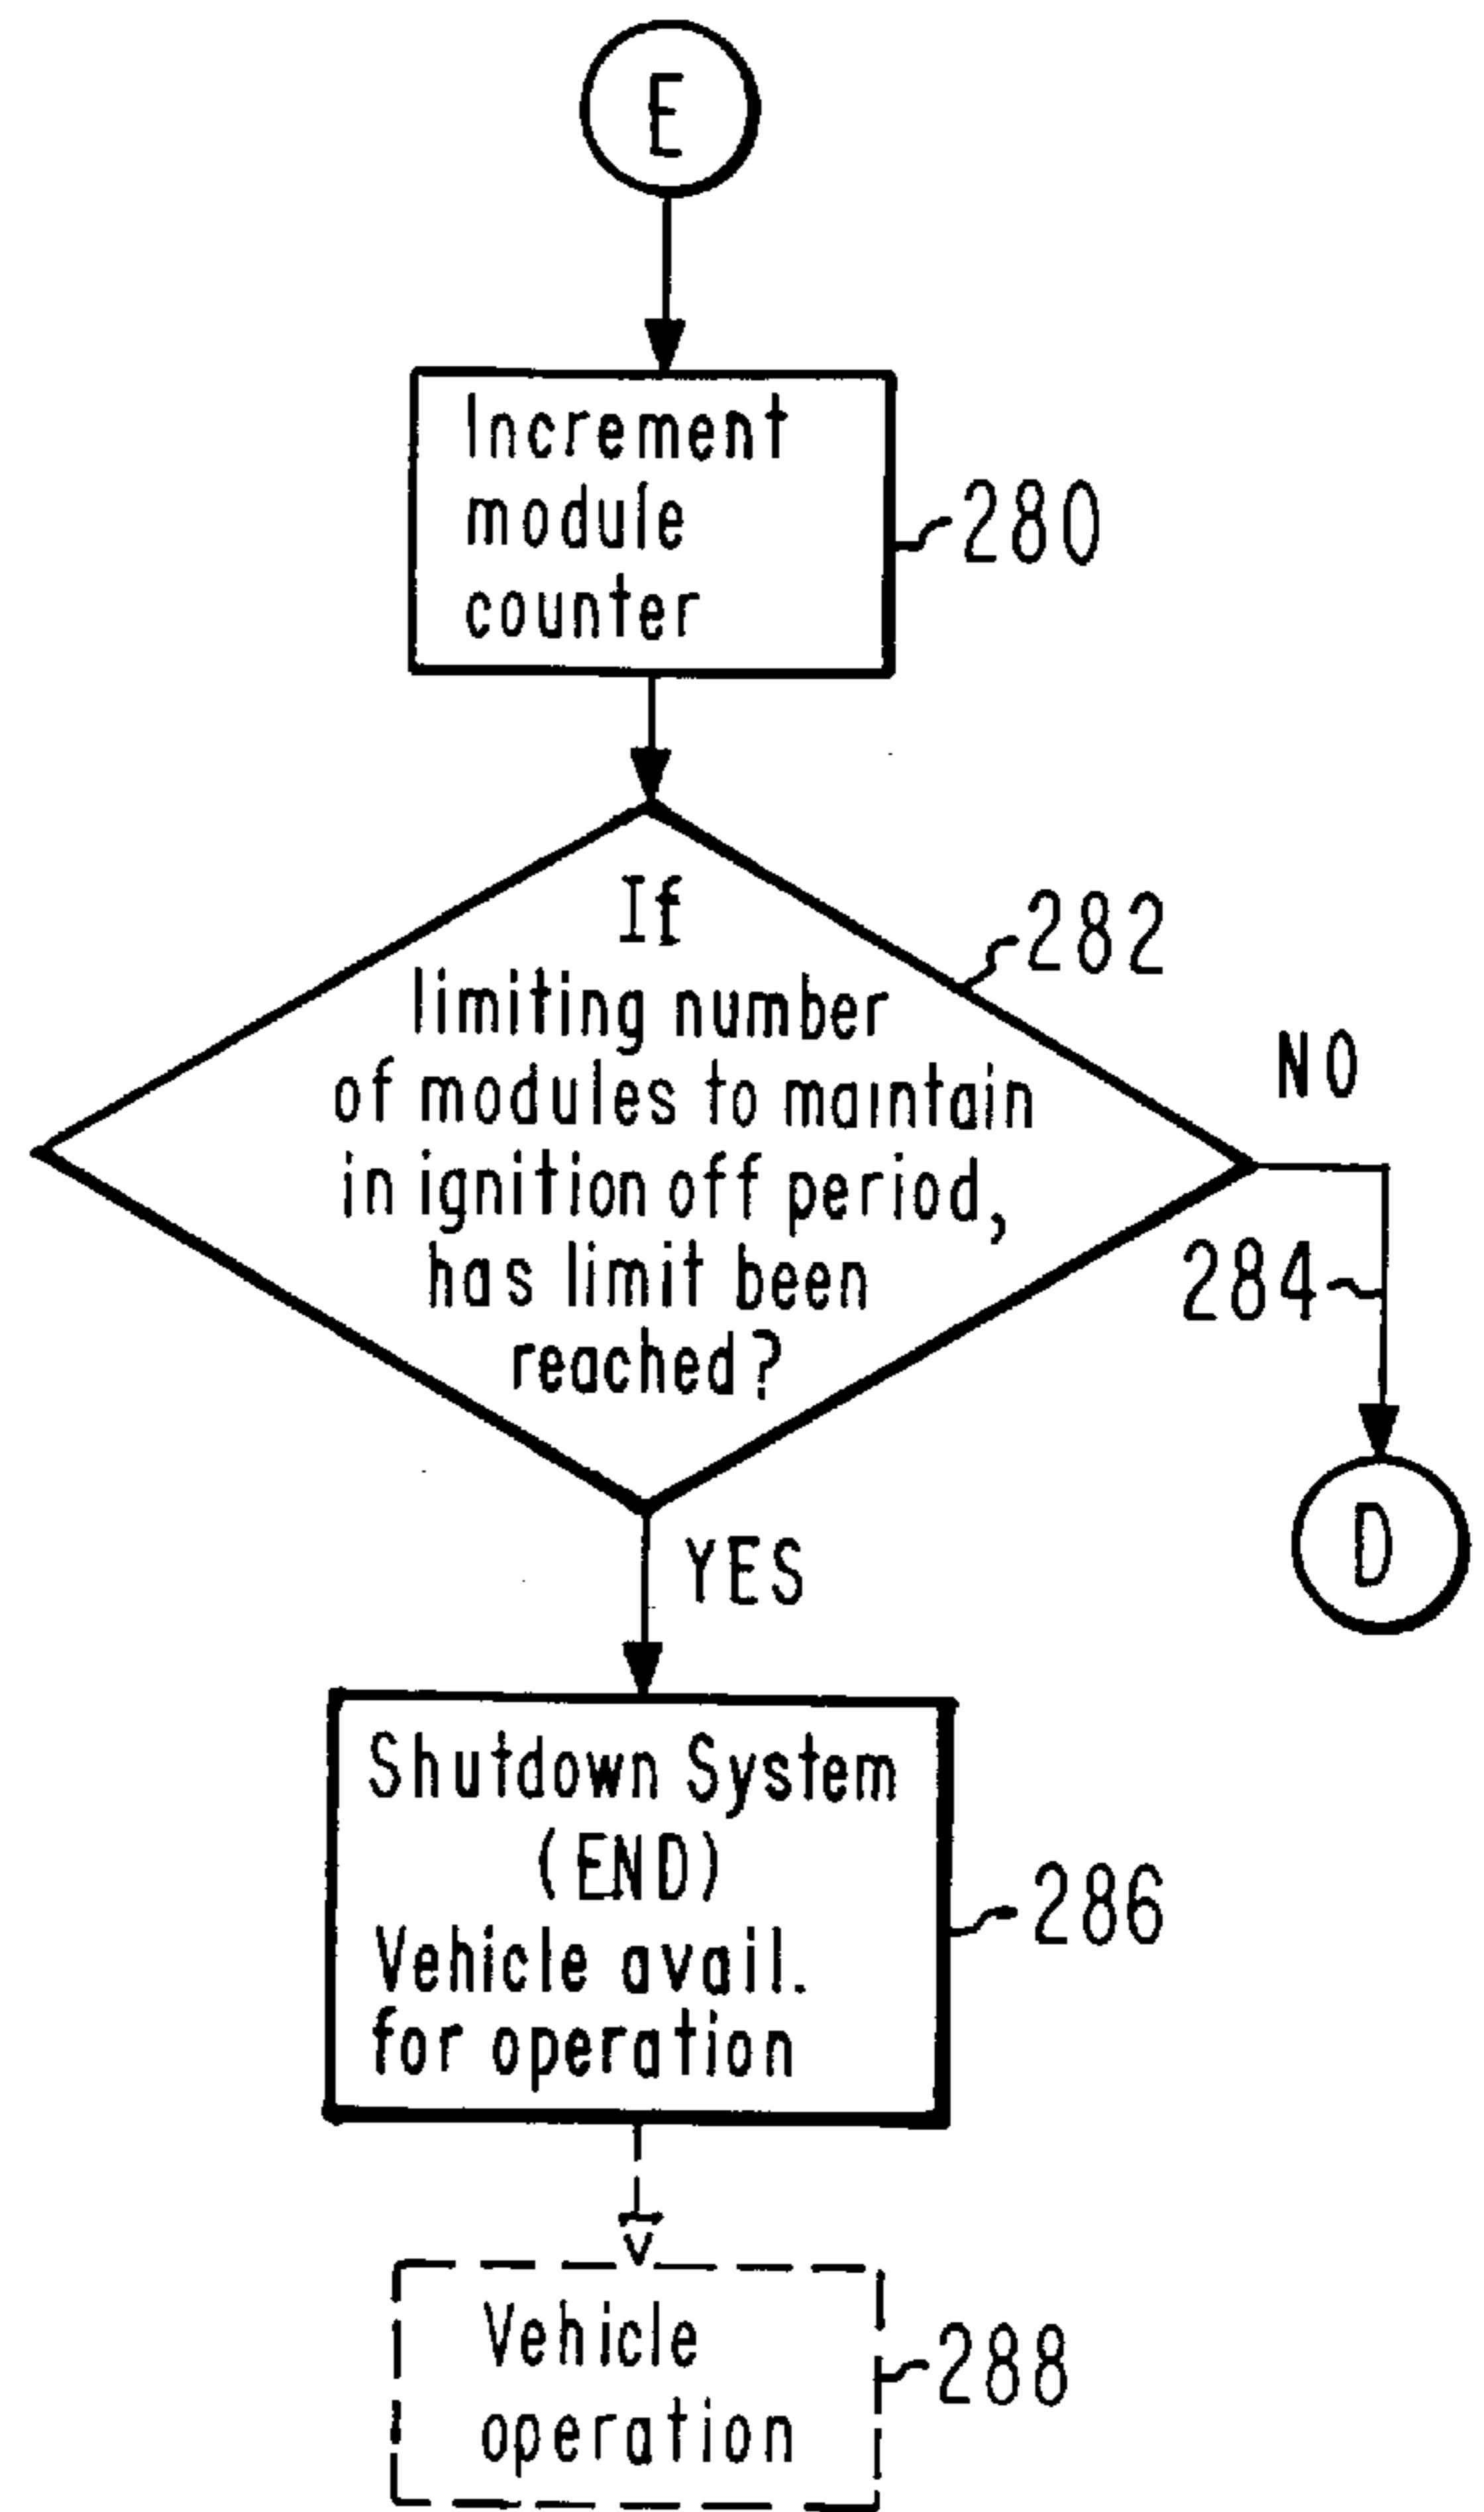 E
Increment
module
counter
280
If
limiting number
of modules to maintain
in ignition off period,
has limit been
reached?
282
NO
284
D
YES
Shutdown System
(END)
Vehicle avail.
for operation
286
Vehicle
operation
288